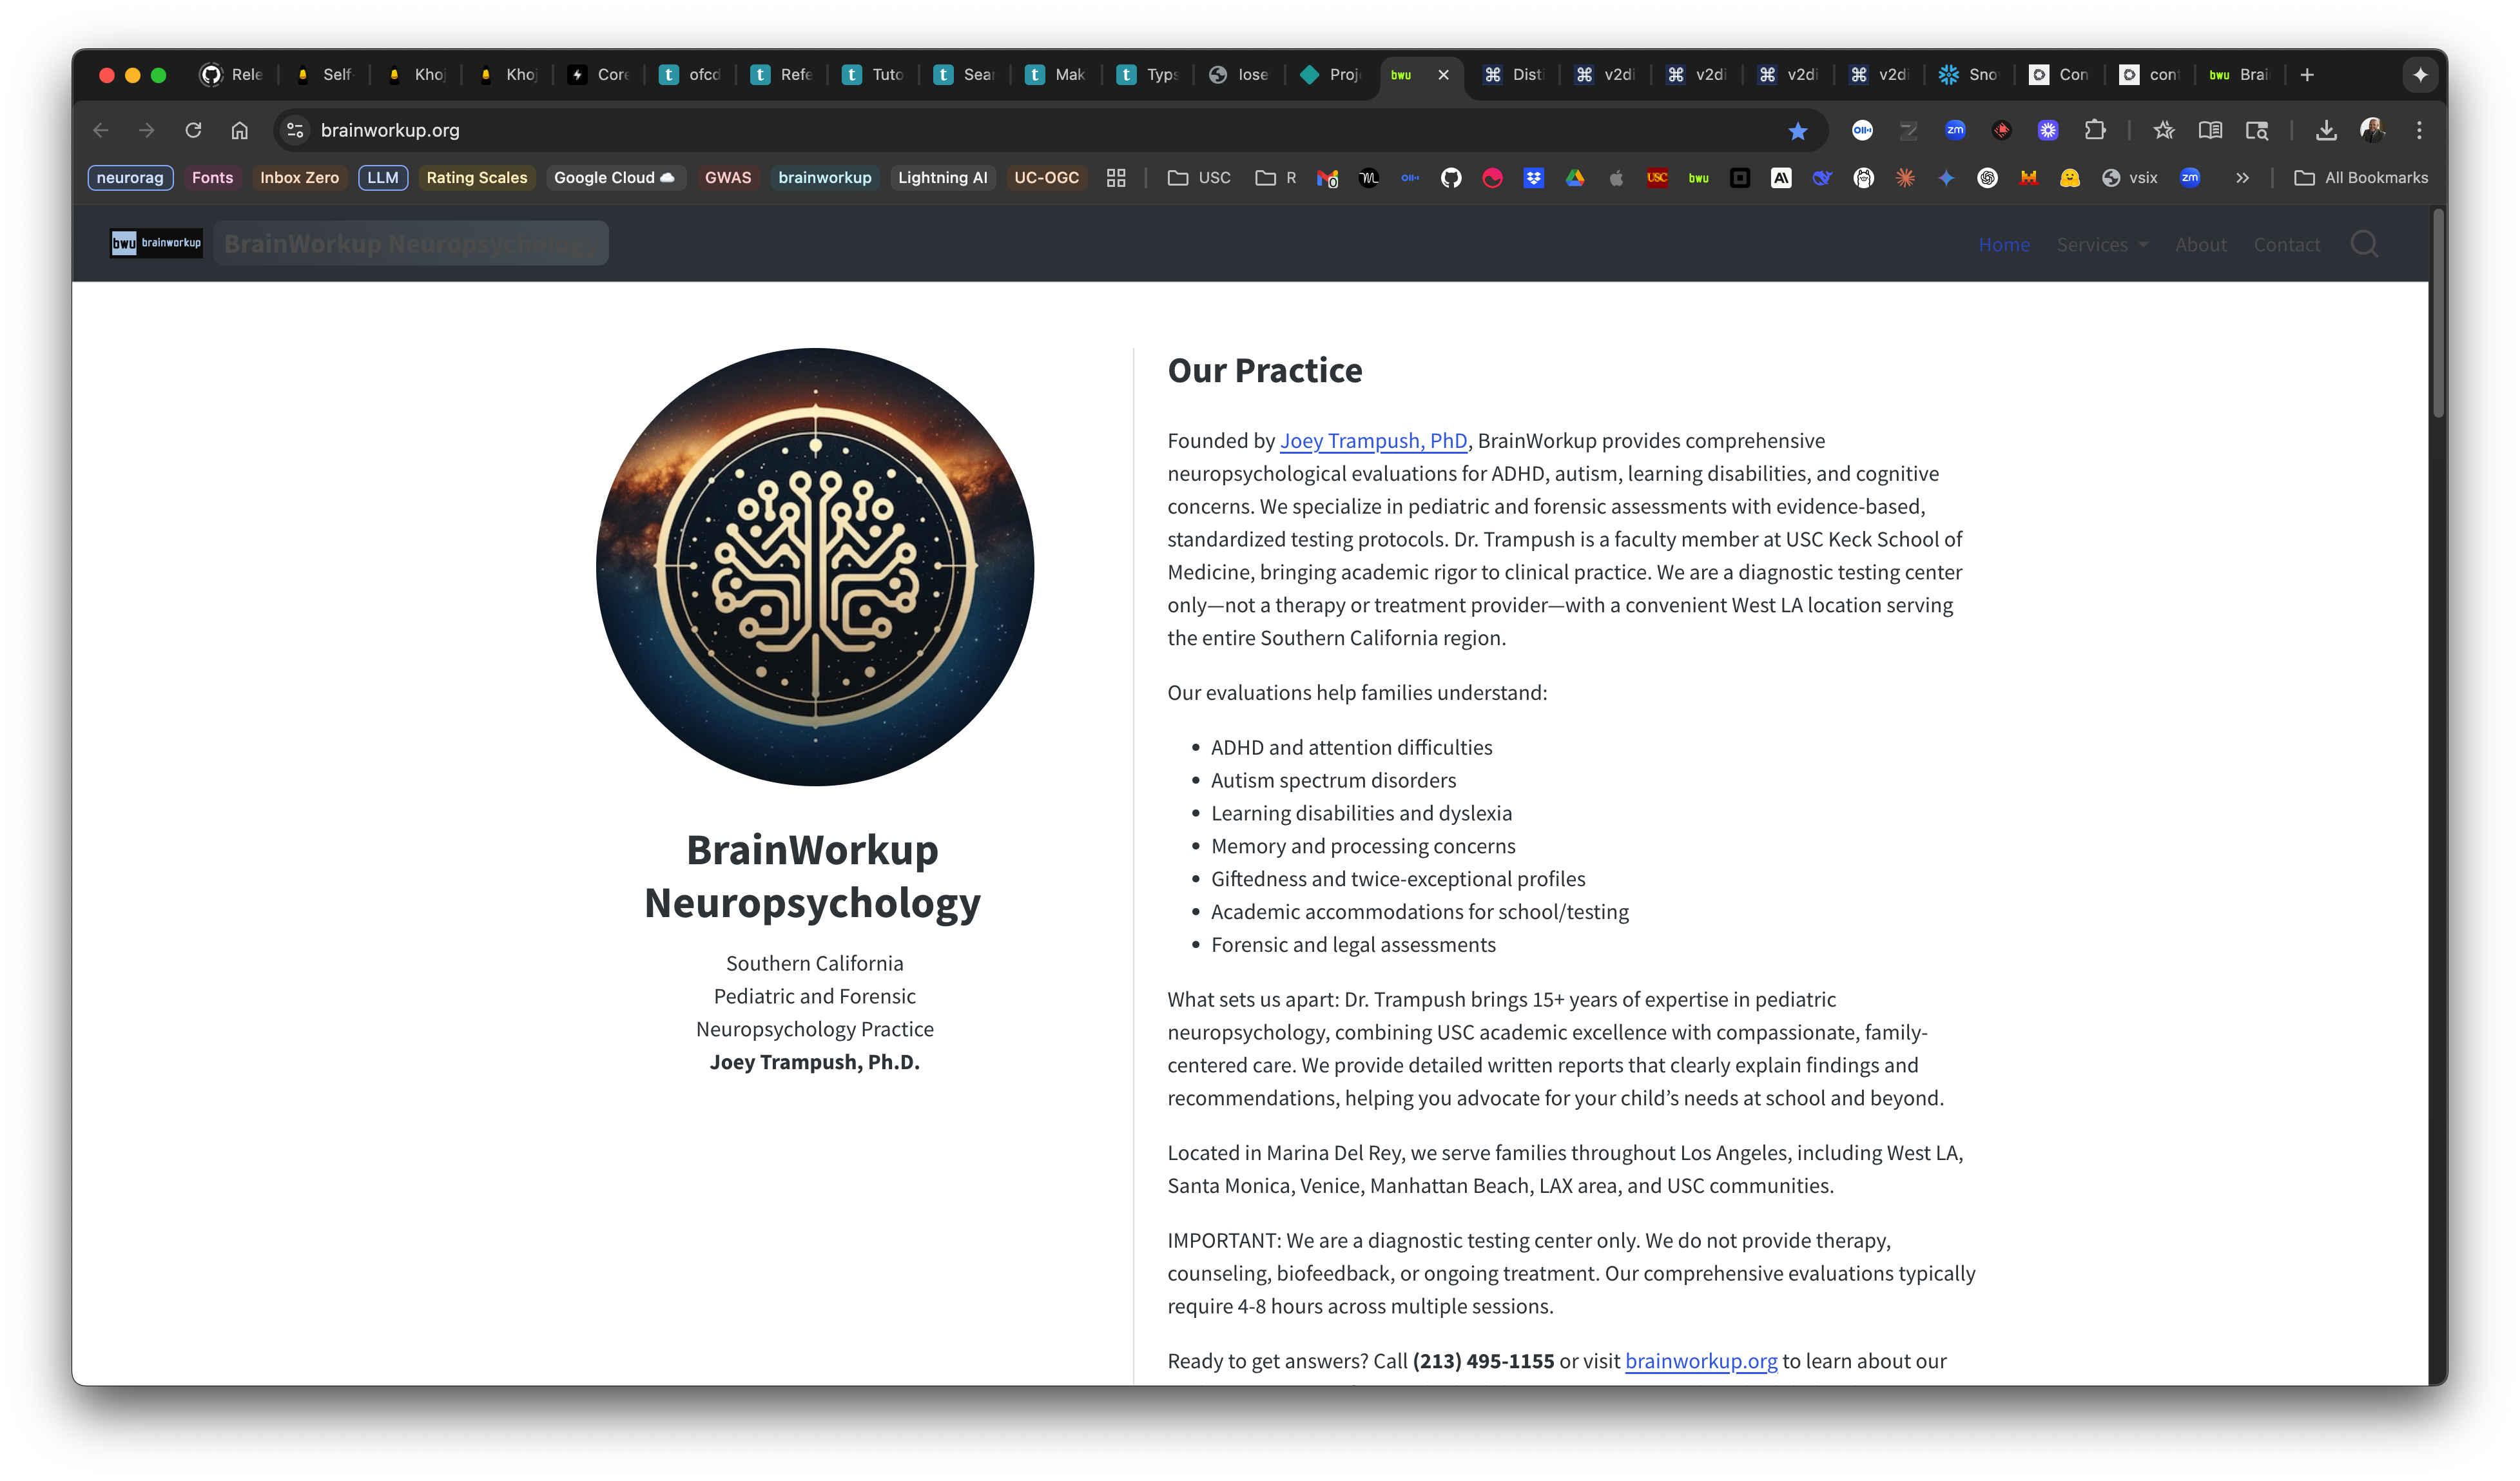 Rele
Self-
Khoj
Khoj
Core
t ofcd
t Refe
t Tuto
t Sear
t Mak
t Typs
lose
Proj
bwu
Dist
v2di
v2di
v2di
v2di
Sno
Con
con
bwu Brai
brainworkup.org
zm
neurorag
Fonts
Inbox Zero
LLM
Rating Scales
Google Cloud
GWAS
brainworkup
Lightning AI
UC-OGC
USC
R
USC
bwu
vsix
zm
All Bookmarks
bwu brainworkup
BrainWorkup Neuropsychology
Home
Services
About
Contact
BrainWorkup
Neuropsychology
Southern California
Pediatric and Forensic
Neuropsychology Practice
Joey Trampush, Ph.D.
Our Practice
Founded by Joey Trampush, PhD, BrainWorkup provides comprehensive
neuropsychological evaluations for ADHD, autism, learning disabilities, and cognitive
concerns. We specialize in pediatric and forensic assessments with evidence-based,
standardized testing protocols. Dr. Trampush is a faculty member at USC Keck School of
Medicine, bringing academic rigor to clinical practice. We are a diagnostic testing center
only—not a therapy or treatment provider—with a convenient West LA location serving
the entire Southern California region.
Our evaluations help families understand:
• ADHD and attention difficulties
• Autism spectrum disorders
• Learning disabilities and dyslexia
• Memory and processing concerns
• Giftedness and twice-exceptional profiles
• Academic accommodations for school/testing
• Forensic and legal assessments
What sets us apart: Dr. Trampush brings 15+ years of expertise in pediatric
neuropsychology, combining USC academic excellence with compassionate, family-
centered care. We provide detailed written reports that clearly explain findings and
recommendations, helping you advocate for your child’s needs at school and beyond.
Located in Marina Del Rey, we serve families throughout Los Angeles, including West LA,
Santa Monica, Venice, Manhattan Beach, LAX area, and USC communities.
IMPORTANT: We are a diagnostic testing center only. We do not provide therapy,
counseling, biofeedback, or ongoing treatment. Our comprehensive evaluations typically
require 4-8 hours across multiple sessions.
Ready to get answers? Call (213) 495-1155 or visit brainworkup.org to learn about our